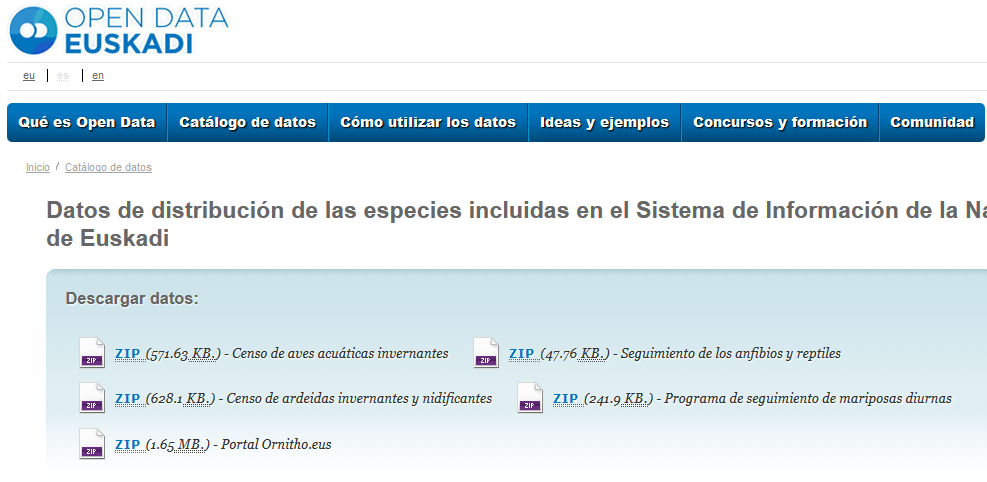 OPEN DATA
EUSKADI
eu | es | en
Qué es Open Data Catálogo de datos Cómo utilizar los datos Ideas y ejemplos Concursos y formación Comunidad
Inicio / Catálogo de datos
Datos de distribución de las especies incluidas en el Sistema de Información de la Na
de Euskadi
Descargar datos:
ZIP ZIP (571.63 KB.) - Censo de aves acuáticas invernantes ZIP ZIP (47.76 KB.) - Seguimiento de los anfibios y reptiles
ZIP ZIP (628.1 KB.) - Censo de ardeidas invernantes y nidificantes ZIP ZIP (241.9 KB.) - Programa de seguimiento de mariposas diurnas
ZIP ZIP (1.65 MB.) - Portal Ornitho.eus